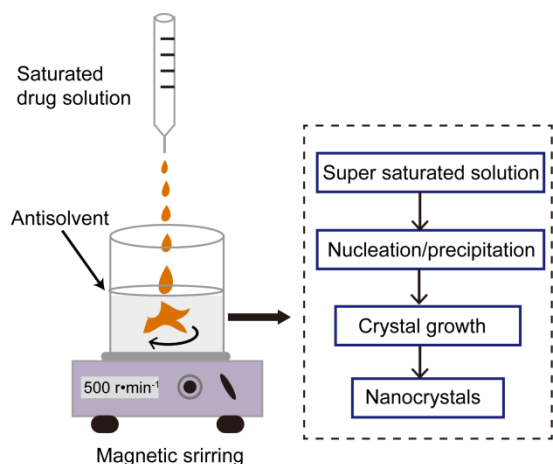 Saturated
drug solution
Antisolvent
500 r•min⁻¹
Magnetic srirring
Super saturated solution
Nucleation/precipitation
Crystal growth
Nanocrystals